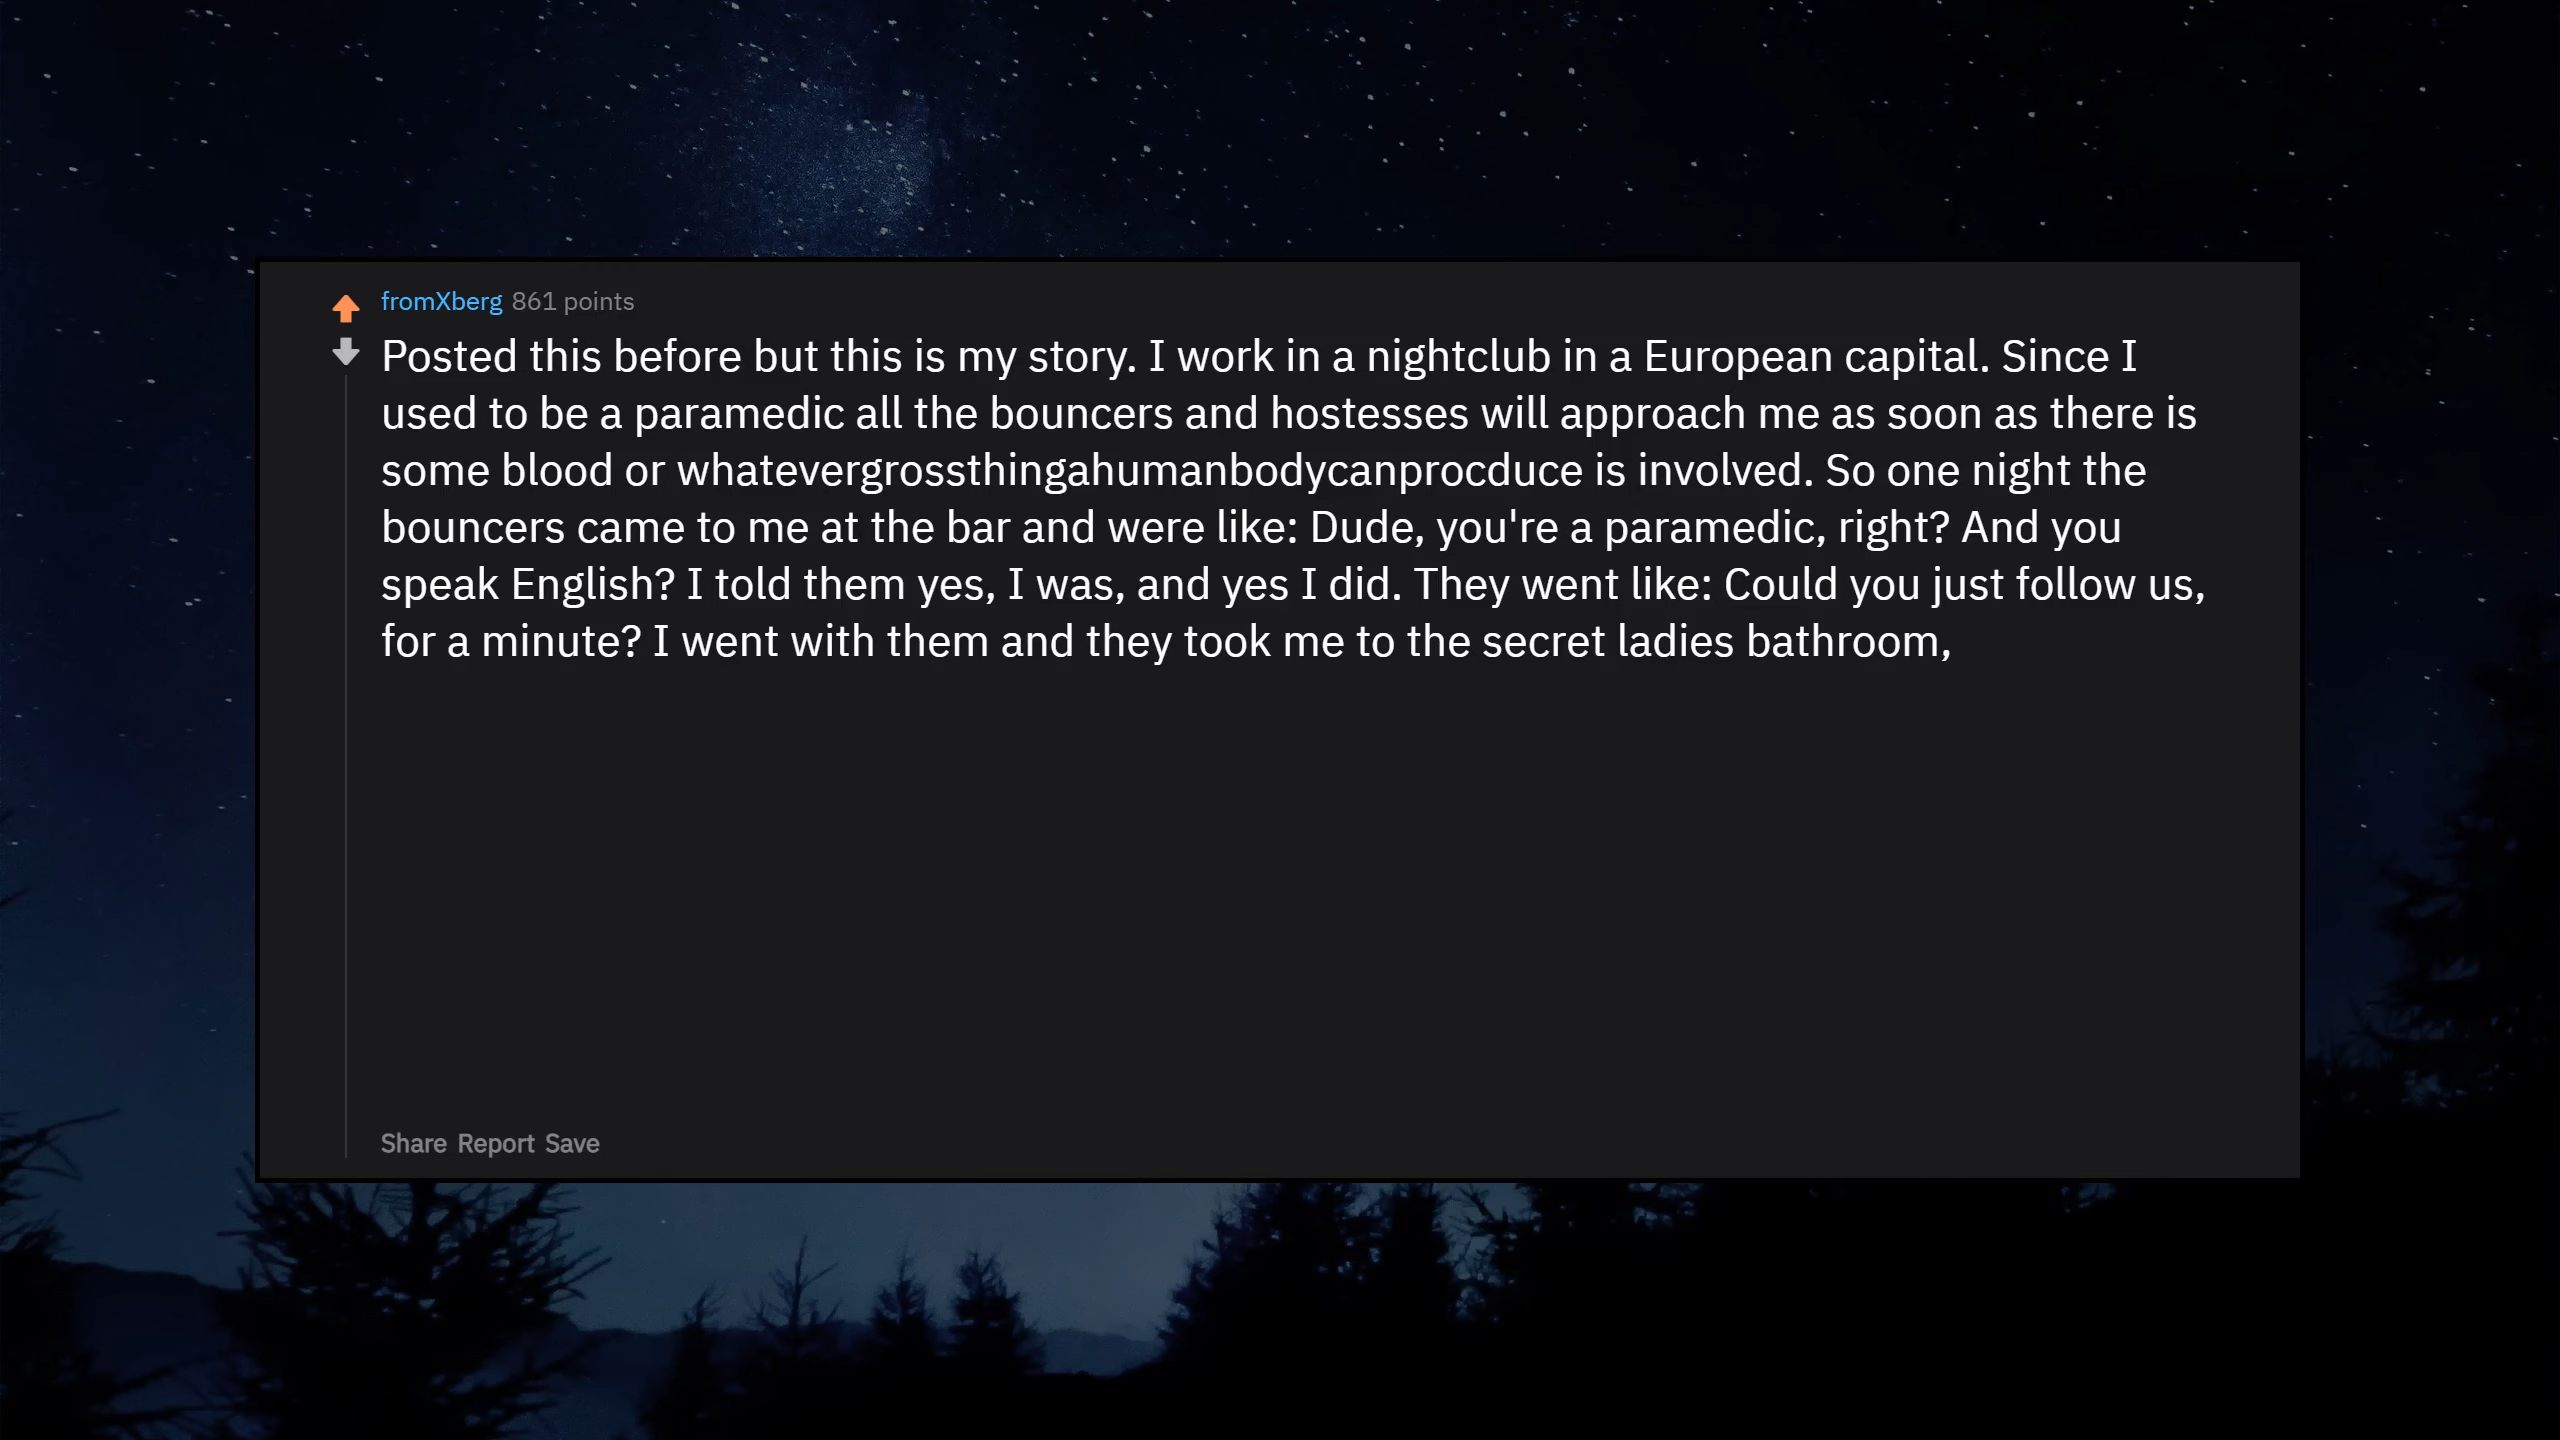 fromXberg 861 points
Posted this before but this is my story. I work in a nightclub in a European capital. Since I
used to be a paramedic all the bouncers and hostesses will approach me as soon as there is
some blood or whatevergrossthingahumanbodycanprocduce is involved. So one night the
bouncers came to me at the bar and were like: Dude, you're a paramedic, right? And you
speak English? I told them yes, I was, and yes I did. They went like: Could you just follow us,
for a minute? I went with them and they took me to the secret ladies bathroom,
Share Report Save